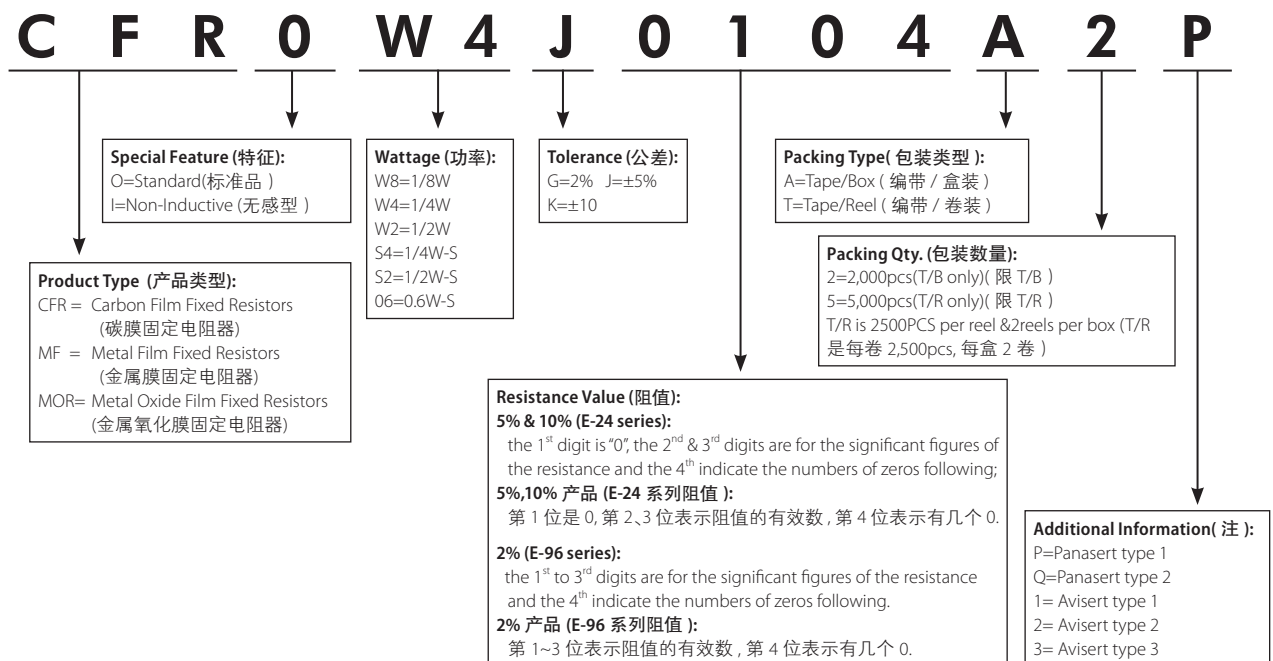 C F R 0 W 4 J 0 1 0 4 A 2 P
Special Feature (特征):
O=Standard(标准品 )
I=Non-Inductive (无感型 )
Wattage (功率):
W8=1/8W
W4=1/4W
W2=1/2W
S4=1/4W-S
S2=1/2W-S
06=0.6W-S
Tolerance (公差):
G=2% J=±5%
K=±10
Packing Type( 包装类型 ):
A=Tape/Box ( 编带 / 盒装 )
T=Tape/Reel ( 编带 / 卷装 )
Packing Qty. (包装数量):
2=2,000pcs(T/B only)( 限 T/B )
5=5,000pcs(T/R only)( 限 T/R )
T/R is 2500PCS per reel &2reels per box (T/R
是每卷 2,500pcs, 每盒 2 卷 )
Product Type (产品类型):
CFR = Carbon Film Fixed Resistors
(碳膜固定电阻器)
MF = Metal Film Fixed Resistors
(金属膜固定电阻器)
MOR= Metal Oxide Film Fixed Resistors
(金属氧化膜固定电阻器)
Resistance Value (阻值):
5% & 10% (E-24 series):
the 1st digit is “0”, the 2nd & 3rd digits are for the significant figures of
the resistance and the 4th indicate the numbers of zeros following;
5%,10% 产品 (E-24 系列阻值 ):
第 1 位是 0, 第 2、3 位表示阻值的有效数 , 第 4 位表示有几个 0.
2% (E-96 series):
the 1st to 3rd digits are for the significant figures of the resistance
and the 4th indicate the numbers of zeros following.
2% 产品 (E-96 系列阻值 ):
第 1~3 位表示阻值的有效数 , 第 4 位表示有几个 0.
Additional Information( 注 ):
P=Panasert type 1
Q=Panasert type 2
1= Avisert type 1
2= Avisert type 2
3= Avisert type 3